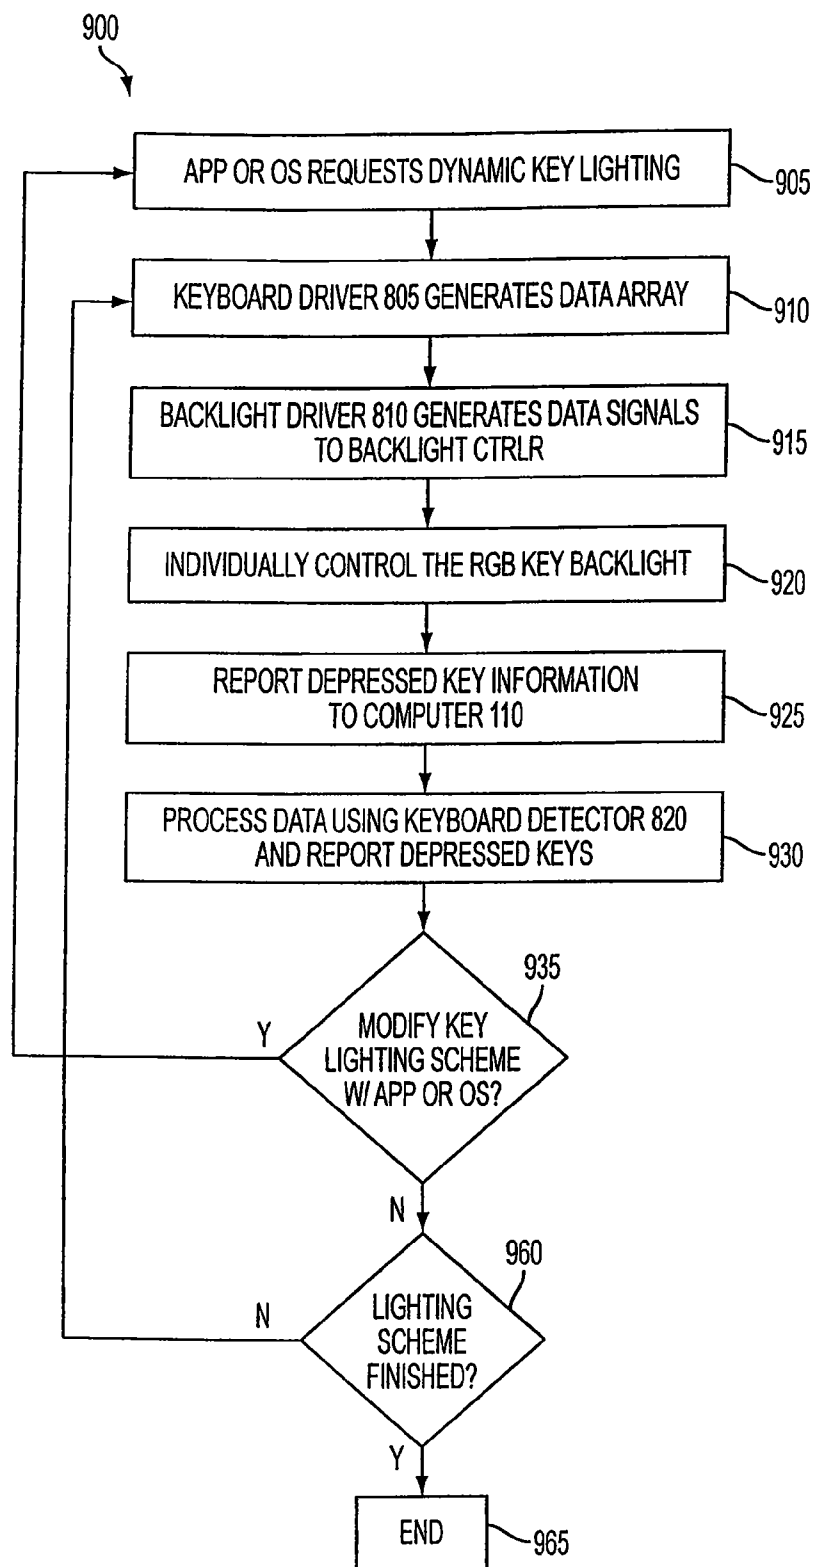 900
APP OR OS REQUESTS DYNAMIC KEY LIGHTING
905
KEYBOARD DRIVER 805 GENERATES DATA ARRAY
910
BACKLIGHT DRIVER 810 GENERATES DATA SIGNALS
TO BACKLIGHT CTRLR
915
INDIVIDUALLY CONTROL THE RGB KEY BACKLIGHT
920
REPORT DEPRESSED KEY INFORMATION
TO COMPUTER 110
925
PROCESS DATA USING KEYBOARD DETECTOR 820
AND REPORT DEPRESSED KEYS
930
935
Y
MODIFY KEY
LIGHTING SCHEME
W/ APP OR OS?
N
960
N
LIGHTING
SCHEME
FINISHED?
Y
END
965